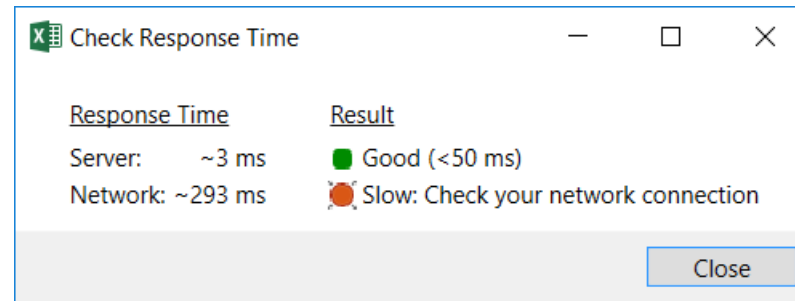 Check Response Time
Response Time Result
Server: ~3 ms Good (<50 ms)
Network: ~293 ms Slow: Check your network connection
Close